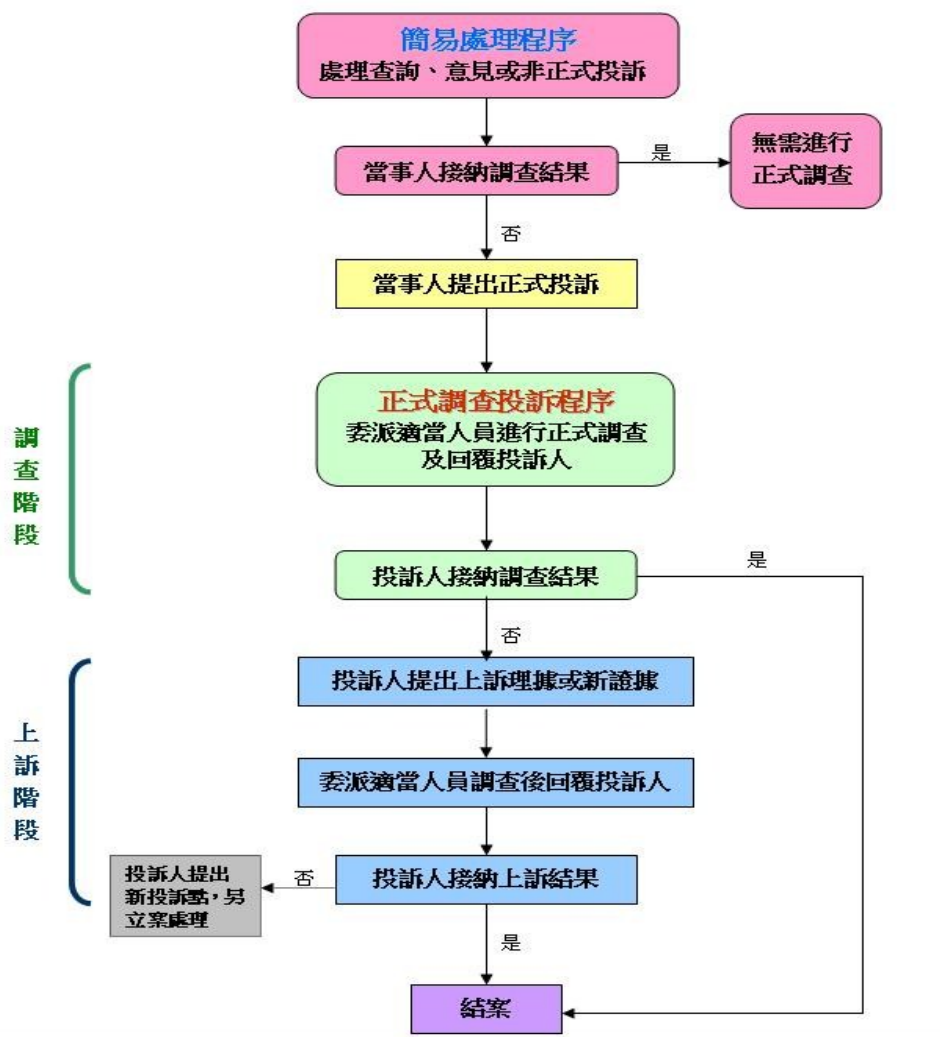 簡易處理程序
處理查詢、意見或非正式投訴
當事人接納調查結果
是
無需進行
正式調查
否
當事人提出正式投訴
調
查
階
段
正式調查投訴程序
委派適當人員進行正式調查
及回覆投訴人
投訴人接納調查結果
是
否
上
訴
階
段
投訴人提出上訴理據或新證據
委派適當人員調查後回覆投訴人
投訴人接納上訴結果
否
投訴人提出
新投訴點，另
立案處理
是
結案